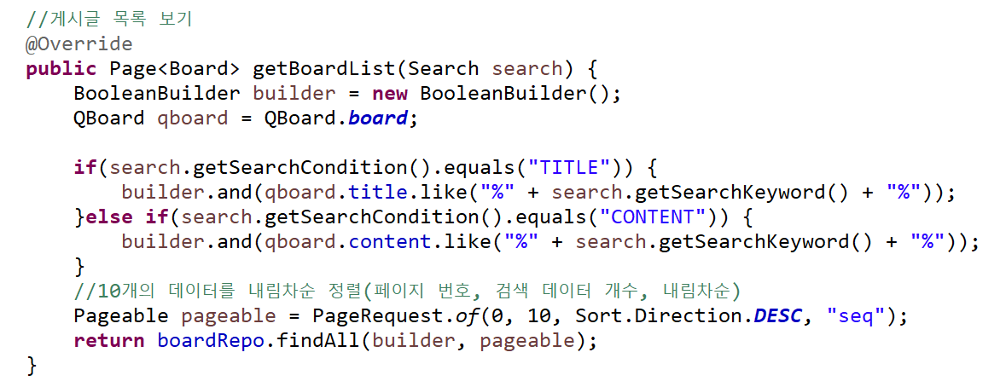 //게시글 목록 보기
@Override
public Page<Board> getBoardList(Search search) {
    BooleanBuilder builder = new BooleanBuilder();
    QBoard qboard = QBoard.board;

    if(search.getSearchCondition().equals("TITLE")) {
        builder.and(qboard.title.like("%" + search.getSearchKeyword() + "%"));
    }else if(search.getSearchCondition().equals("CONTENT")) {
        builder.and(qboard.content.like("%" + search.getSearchKeyword() + "%"));
    }
    //10개의 데이터를 내림차순 정렬(페이지 번호, 검색 데이터 개수, 내림차순)
    Pageable pageable = PageRequest.of(0, 10, Sort.Direction.DESC, "seq");
    return boardRepo.findAll(builder, pageable);
}